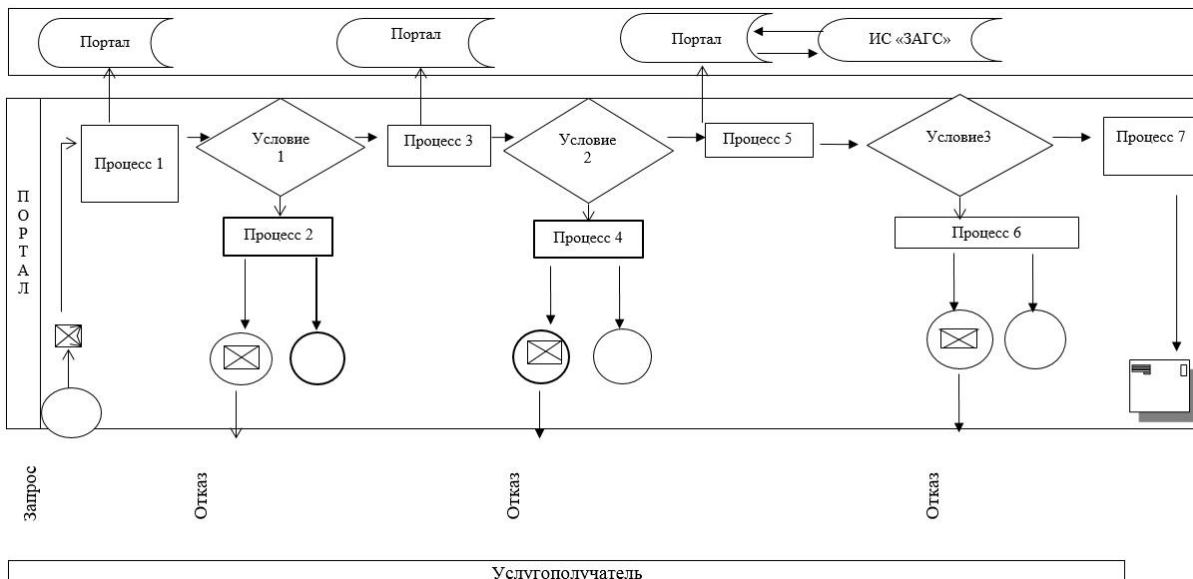 Портал
Портал
Портал
ИС «ЗАГС»
ПОРТАЛ
Процесс 1
Условие
1
Процесс 3
Условие
2
Процесс 5
Условие3
Процесс 7
Процесс 2
Процесс 4
Процесс 6
Запрос
Отказ
Отказ
Отказ
Услугополучатель